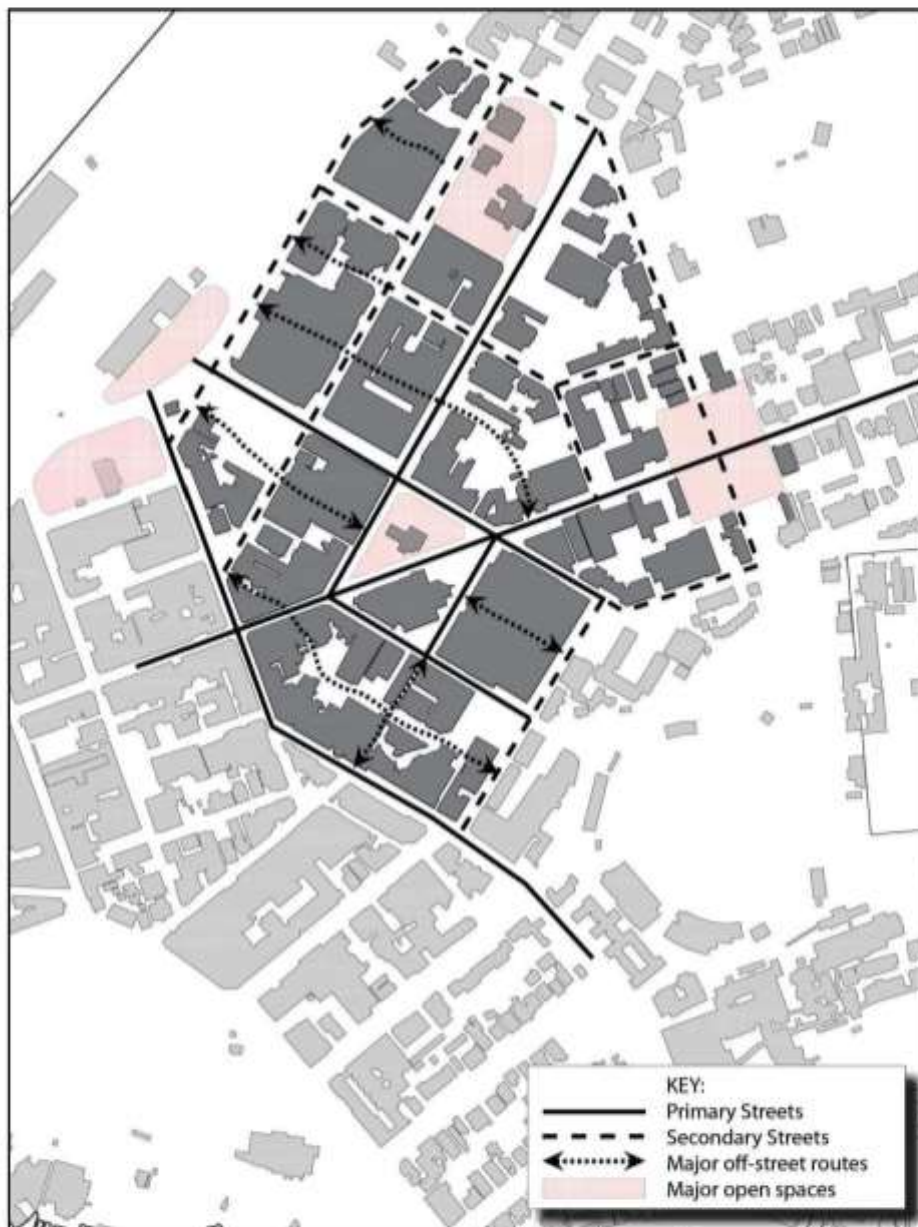 KEY:
Primary Streets
Secondary Streets
Major off-street routes
Major open spaces